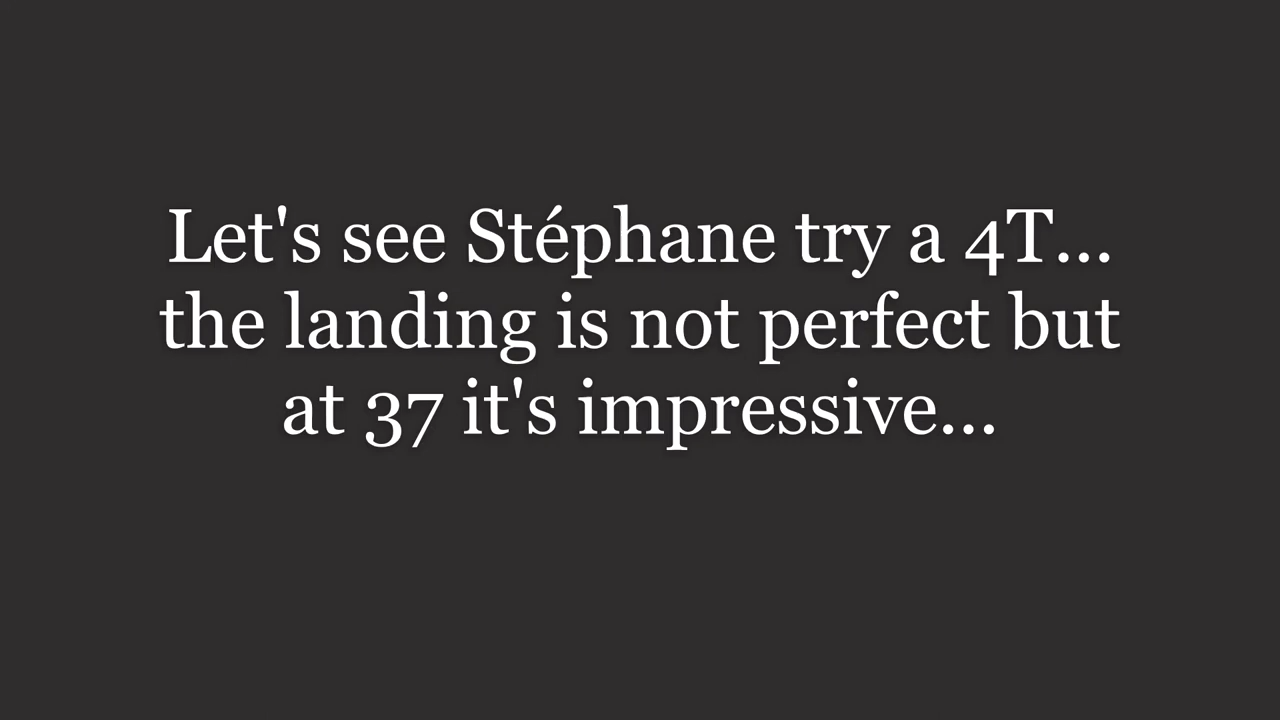 Let's see Stéphane try a 4T...
the landing is not perfect but
at 37 it's impressive...